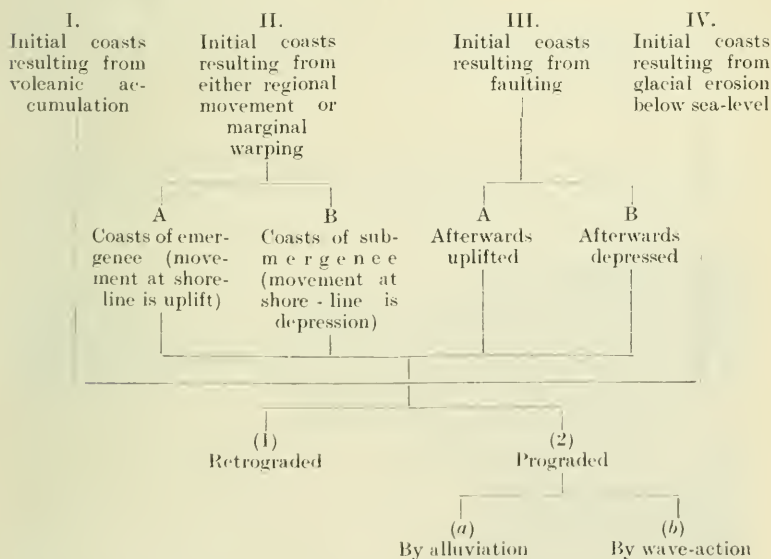 I.
Initial coasts
resulting from
volcanic ac-
cumulation
II.
Initial coasts
resulting from
either regional
movement or
marginal
warping
III.
Initial coasts
resulting from
faulting
IV.
Initial coasts
resulting from
glacial erosion
below sea-level
A
Coasts of emer-
gence (move-
ment at shore-
line is uplift)
B
Coasts of sub-
mergence
(movement at
shore-line is
depression)
A
Afterwards
uplifted
B
Afterwards
depressed
(1)
Retrograded
(2)
Prograded
(a)
By alluviation
(b)
By wave-action